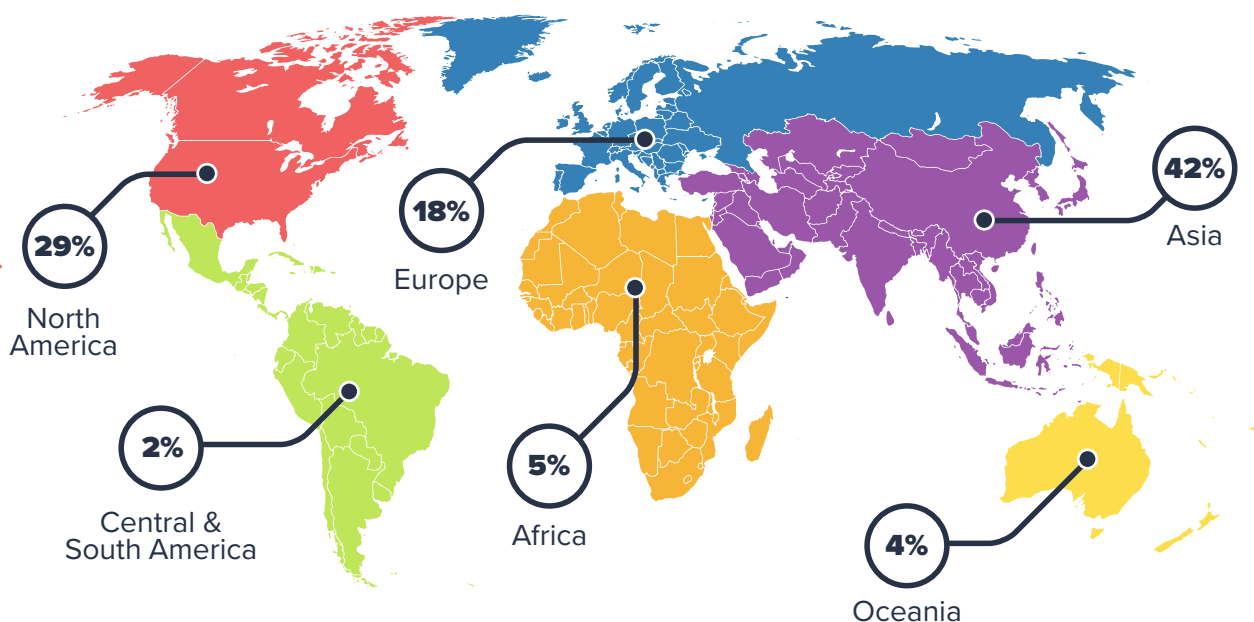 29%
North
America
18%
Europe
42%
Asia
2%
Central &
South America
5%
Africa
4%
Oceania